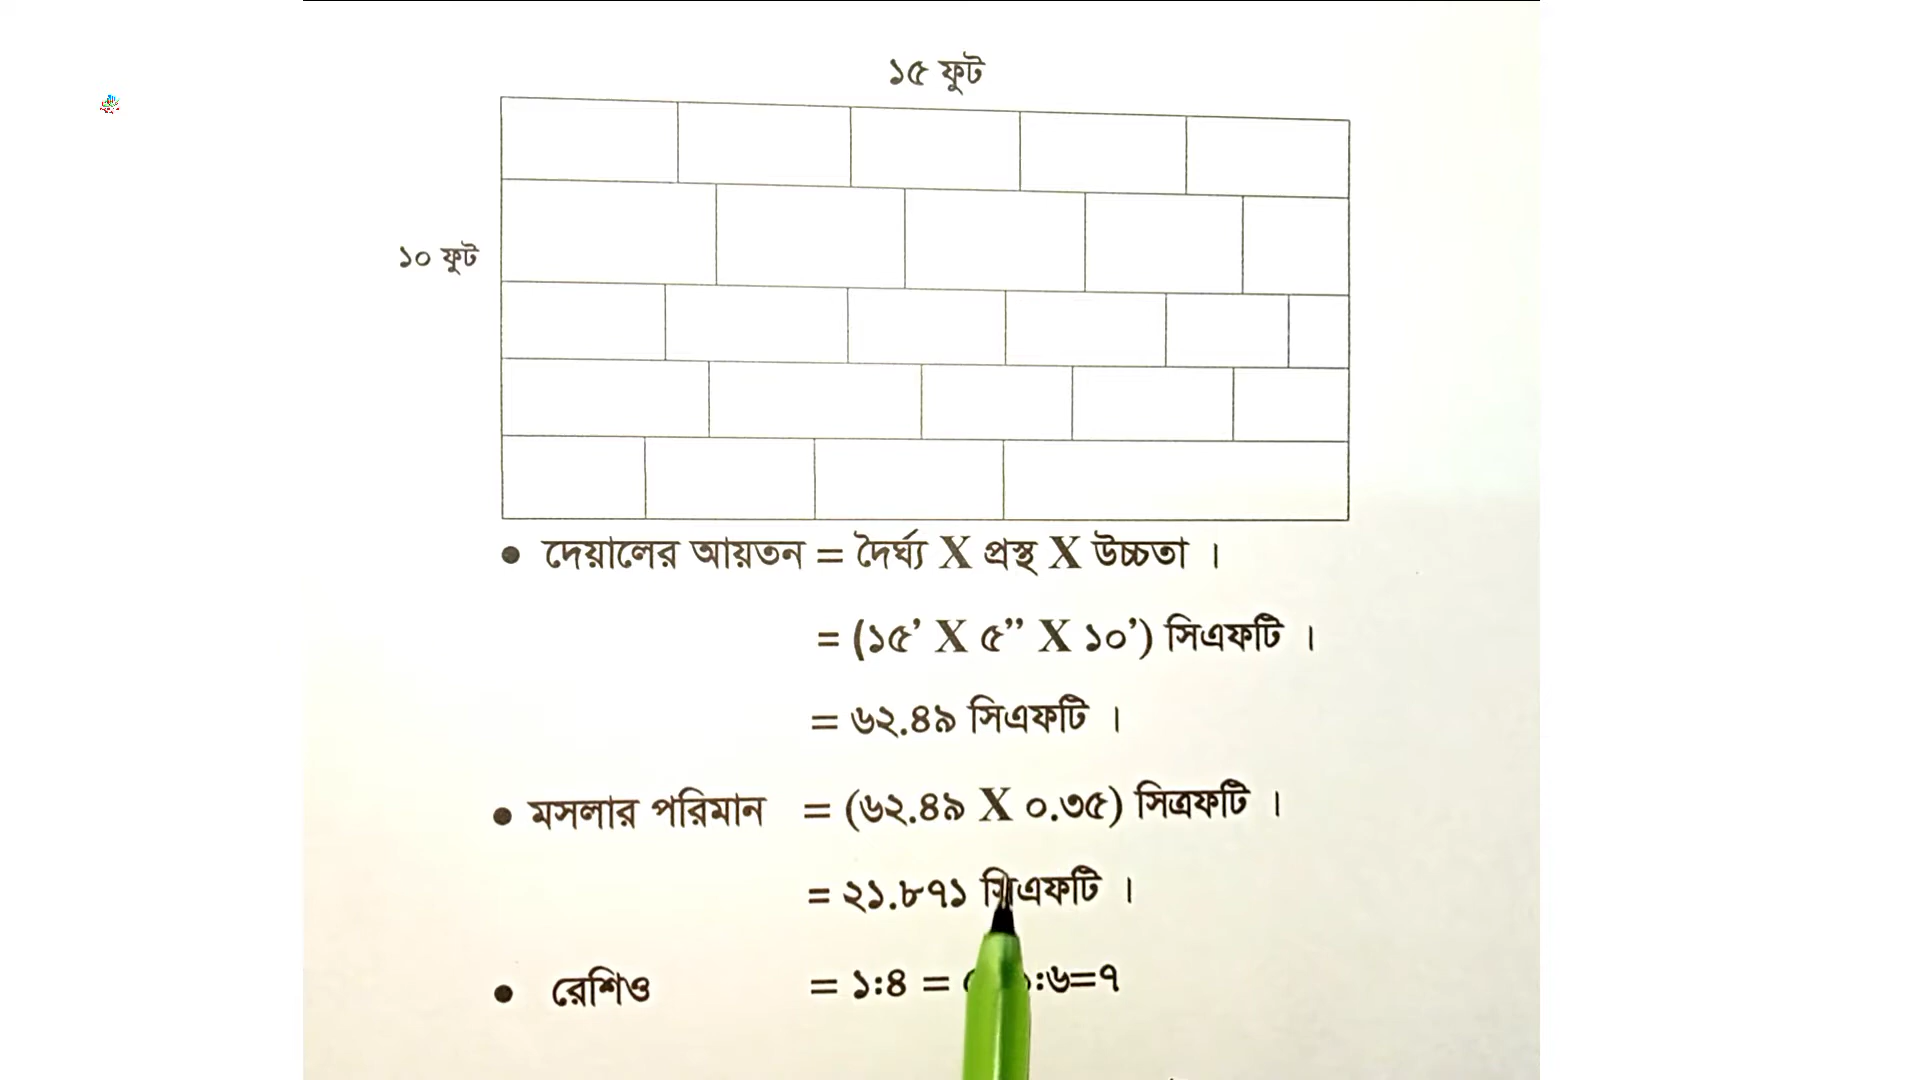 ১৫ ফুট
১০ ফুট
• দেয়ালের আয়তন = দৈর্ঘ্য X প্রস্থ X উচ্চতা ।
= (১৫’ X ৫’’ X ১০’) সিএফটি ।
= ৬২.৪৯ সিএফটি ।
• মসলার পরিমান = (৬২.৪৯ X ০.৩৫) সিত্রফটি ।
= ২১.৮৭১ সিএফটি ।
• রেশিও = ১:৪ = :৬=৭